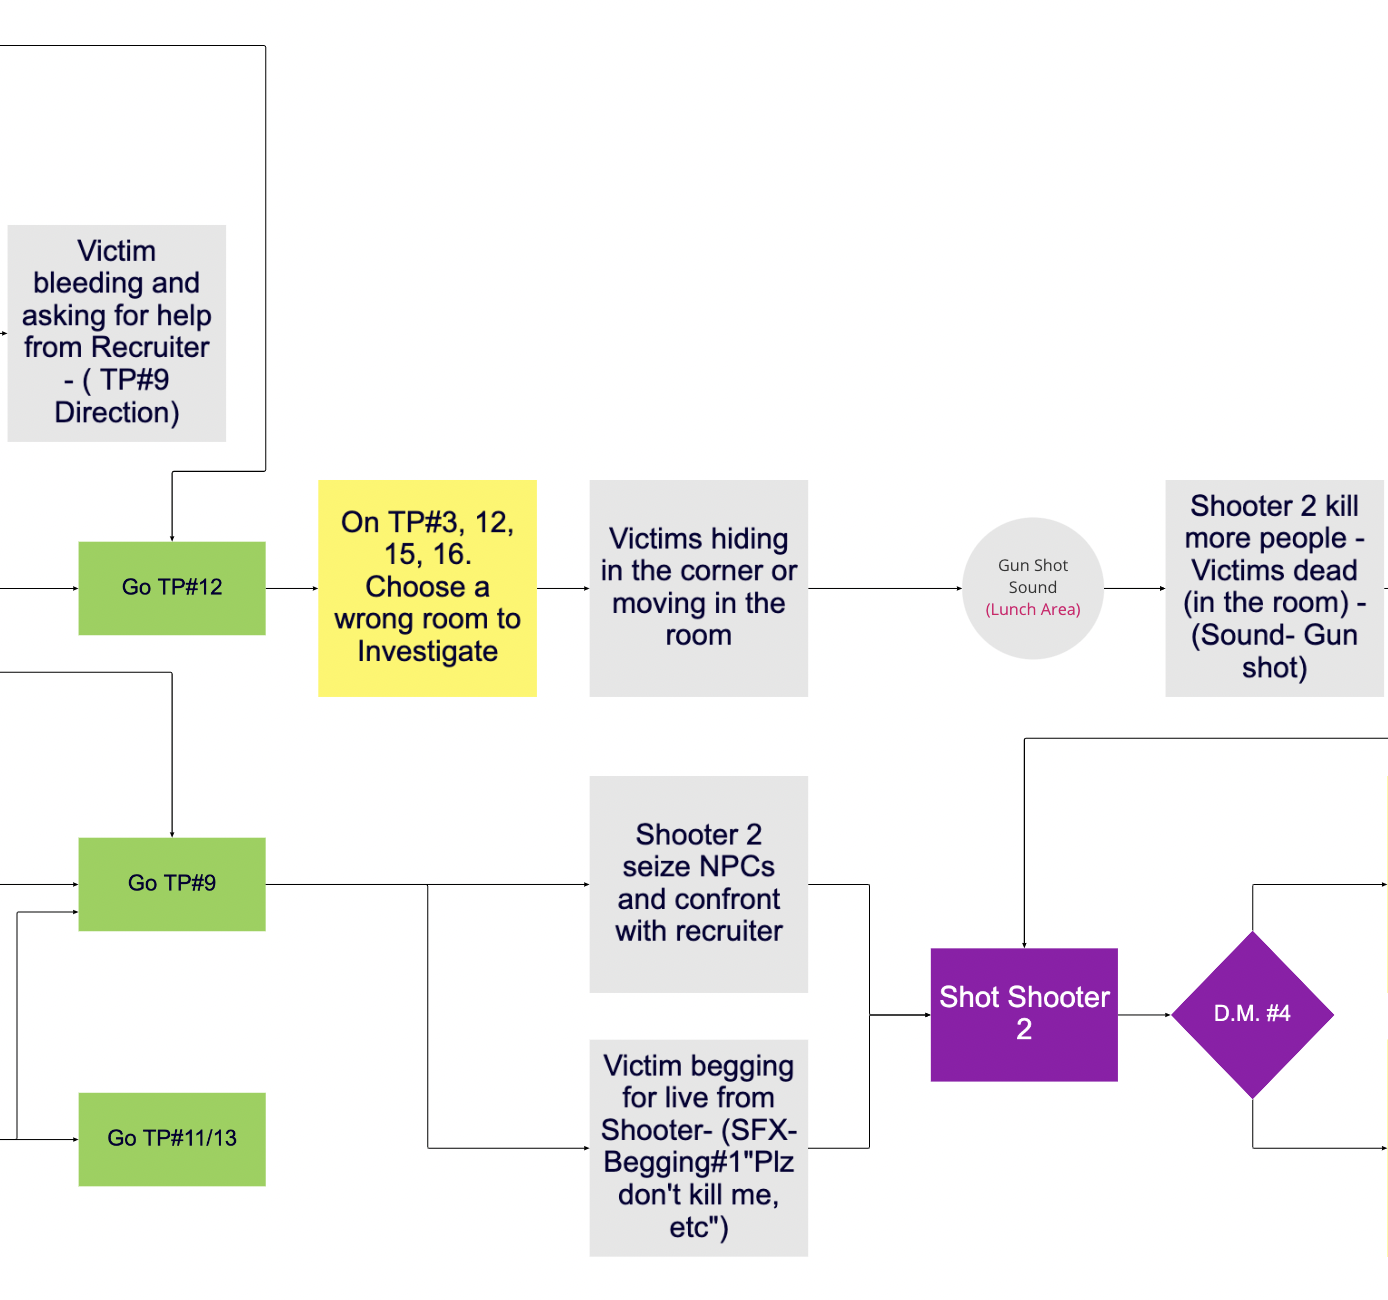 Victim
bleeding and
asking for help
from Recruiter
- ( TP#9
Direction)
Go TP#12
On TP#3, 12,
15, 16.
Choose a
wrong room to
Investigate
Victims hiding
in the corner or
moving in the
room
Gun Shot
Sound
(Lunch Area)
Shooter 2 kill
more people -
Victims dead
(in the room) -
(Sound- Gun
shot)
Go TP#9
Shooter 2
seize NPCs
and confront
with recruiter
Shot Shooter
2
D.M. #4
Victim begging
for live from
Shooter- (SFX-
Begging#1"Plz
don't kill me,
etc")
Go TP#11/13